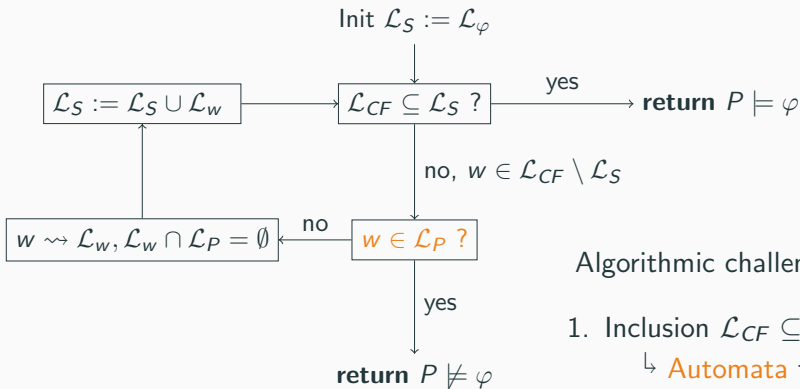 Init 𝓛_S := 𝓛_φ
yes
𝓛_S := 𝓛_S ∪ 𝓛_w
𝓛_CF ⊆ 𝓛_S ?
return P ⊨ φ
no, w ∈ 𝓛_CF \ 𝓛_S
no
w ⇝ 𝓛_w, 𝓛_w ∩ 𝓛_P = ∅
w ∈ 𝓛_P ?
Algorithmic
yes
1. Inclusion 𝓛_CF ⊆
↳ Automata
return P ⊭ φ